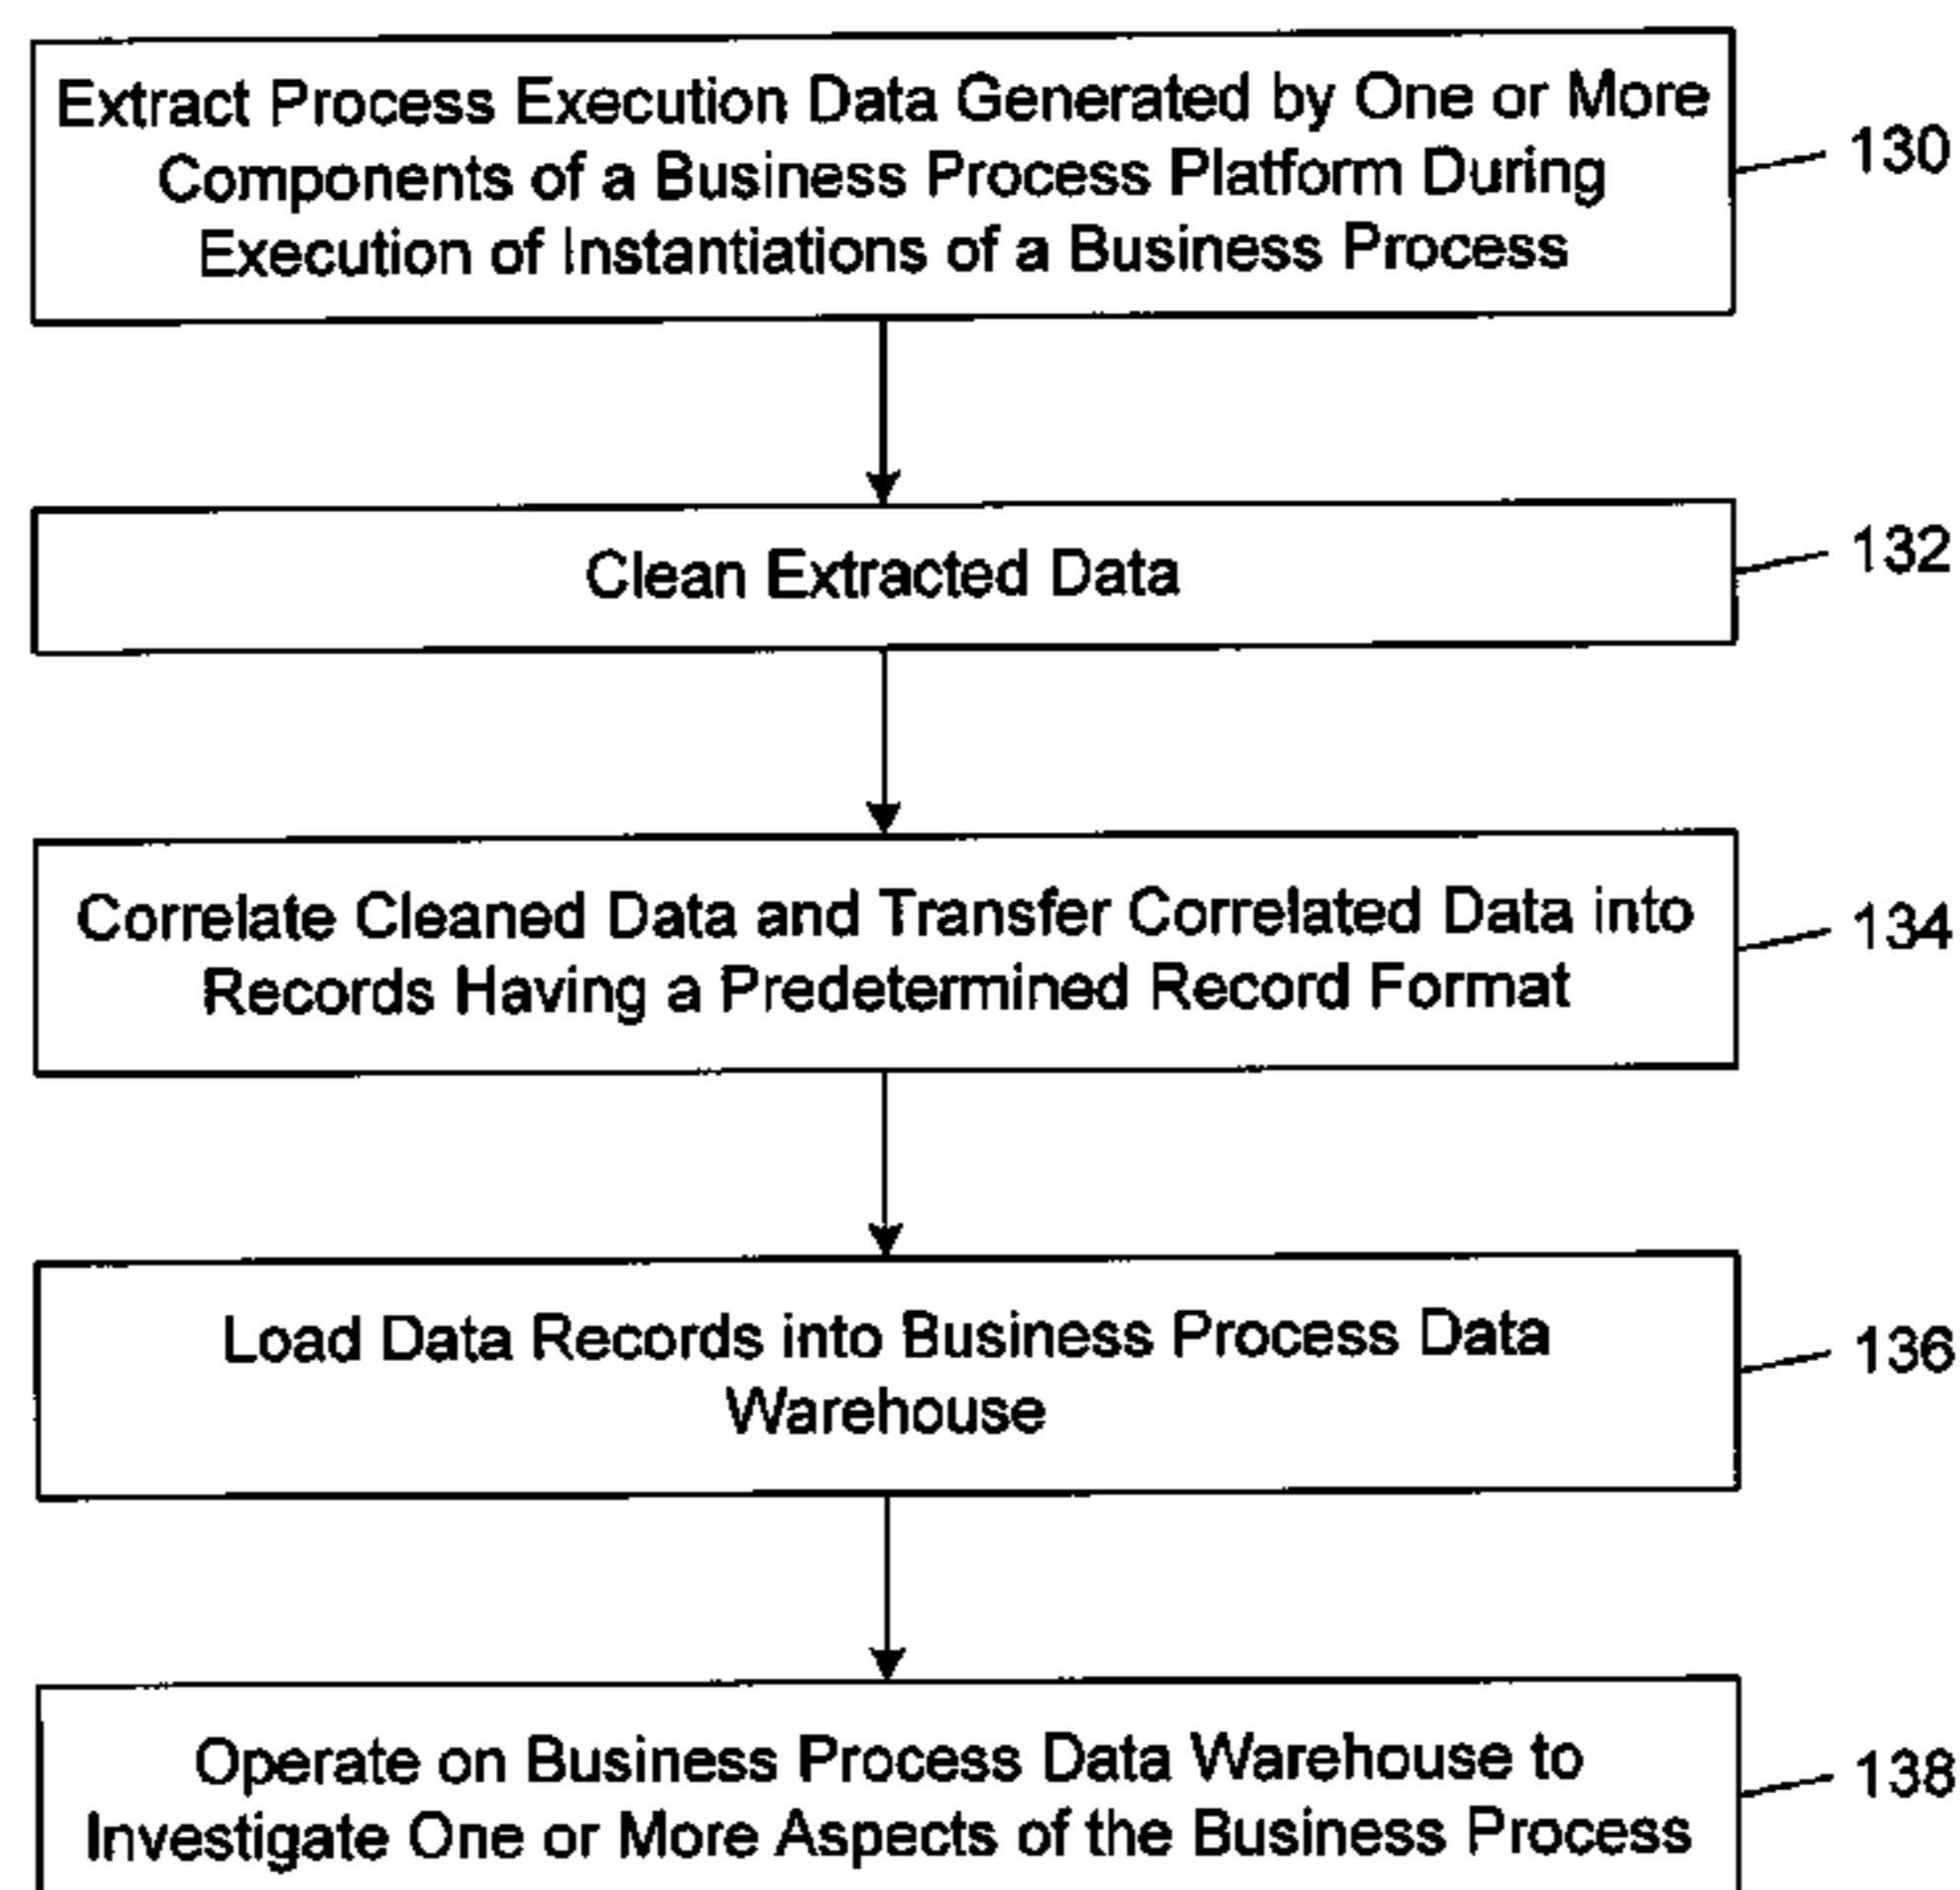 Extract Process Execution Data Generated by One or More
Components of a Business Process Platform During
Execution of Instantiations of a Business Process
130
Clean Extracted Data
132
Correlate Cleaned Data and Transfer Correlated Data into
Records Having a Predetermined Record Format
134
Load Data Records into Business Process Data
Warehouse
136
Operate on Business Process Data Warehouse to
Investigate One or More Aspects of the Business Process
138